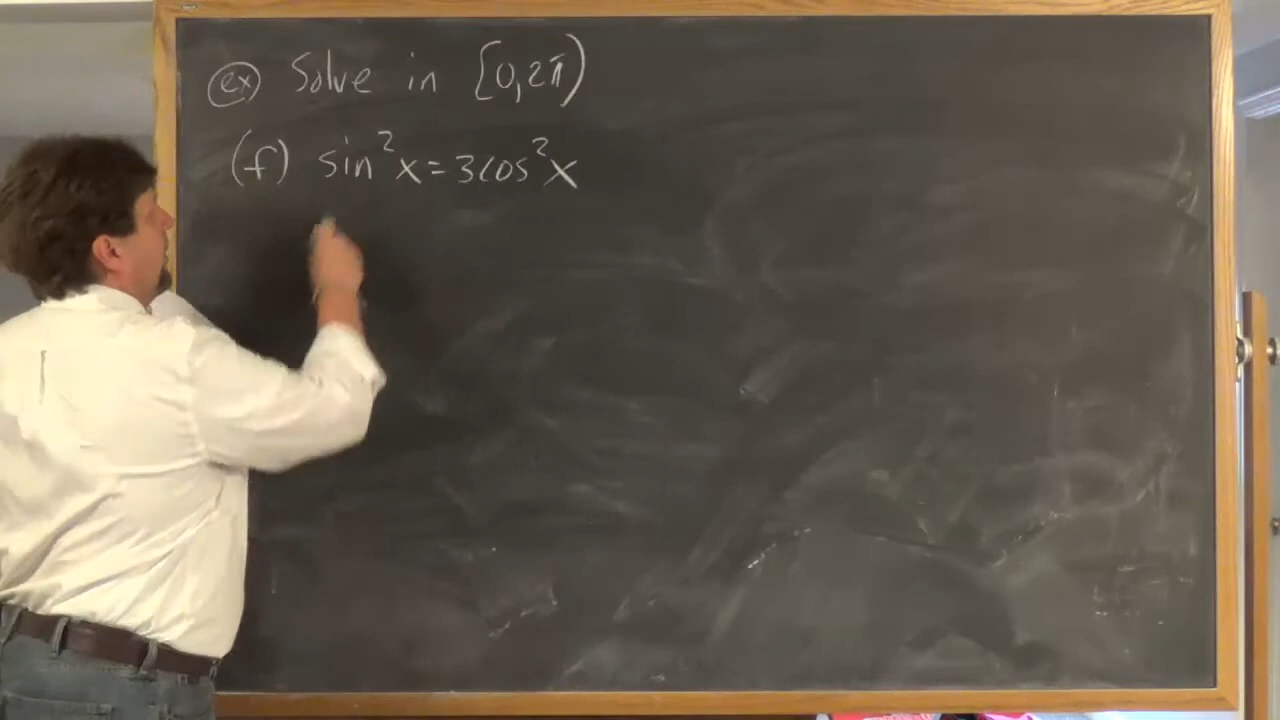 ex Solve in [0,2π)
(f) sin²x=3cos²x